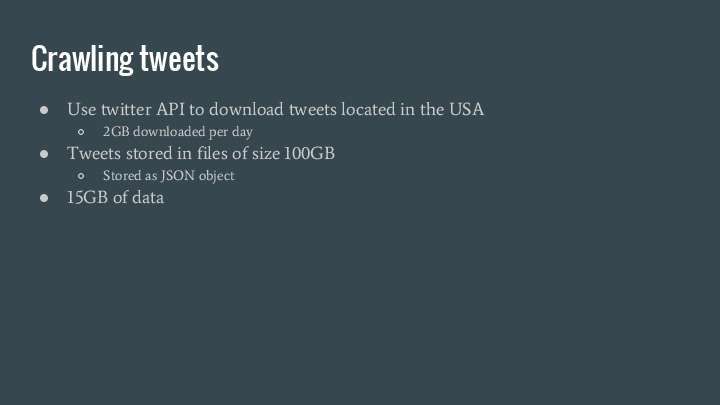 Crawling tweets
● Use twitter API to download tweets located in the USA
○ 2GB downloaded per day
● Tweets stored in files of size 100GB
○ Stored as JSON object
● 15GB of data